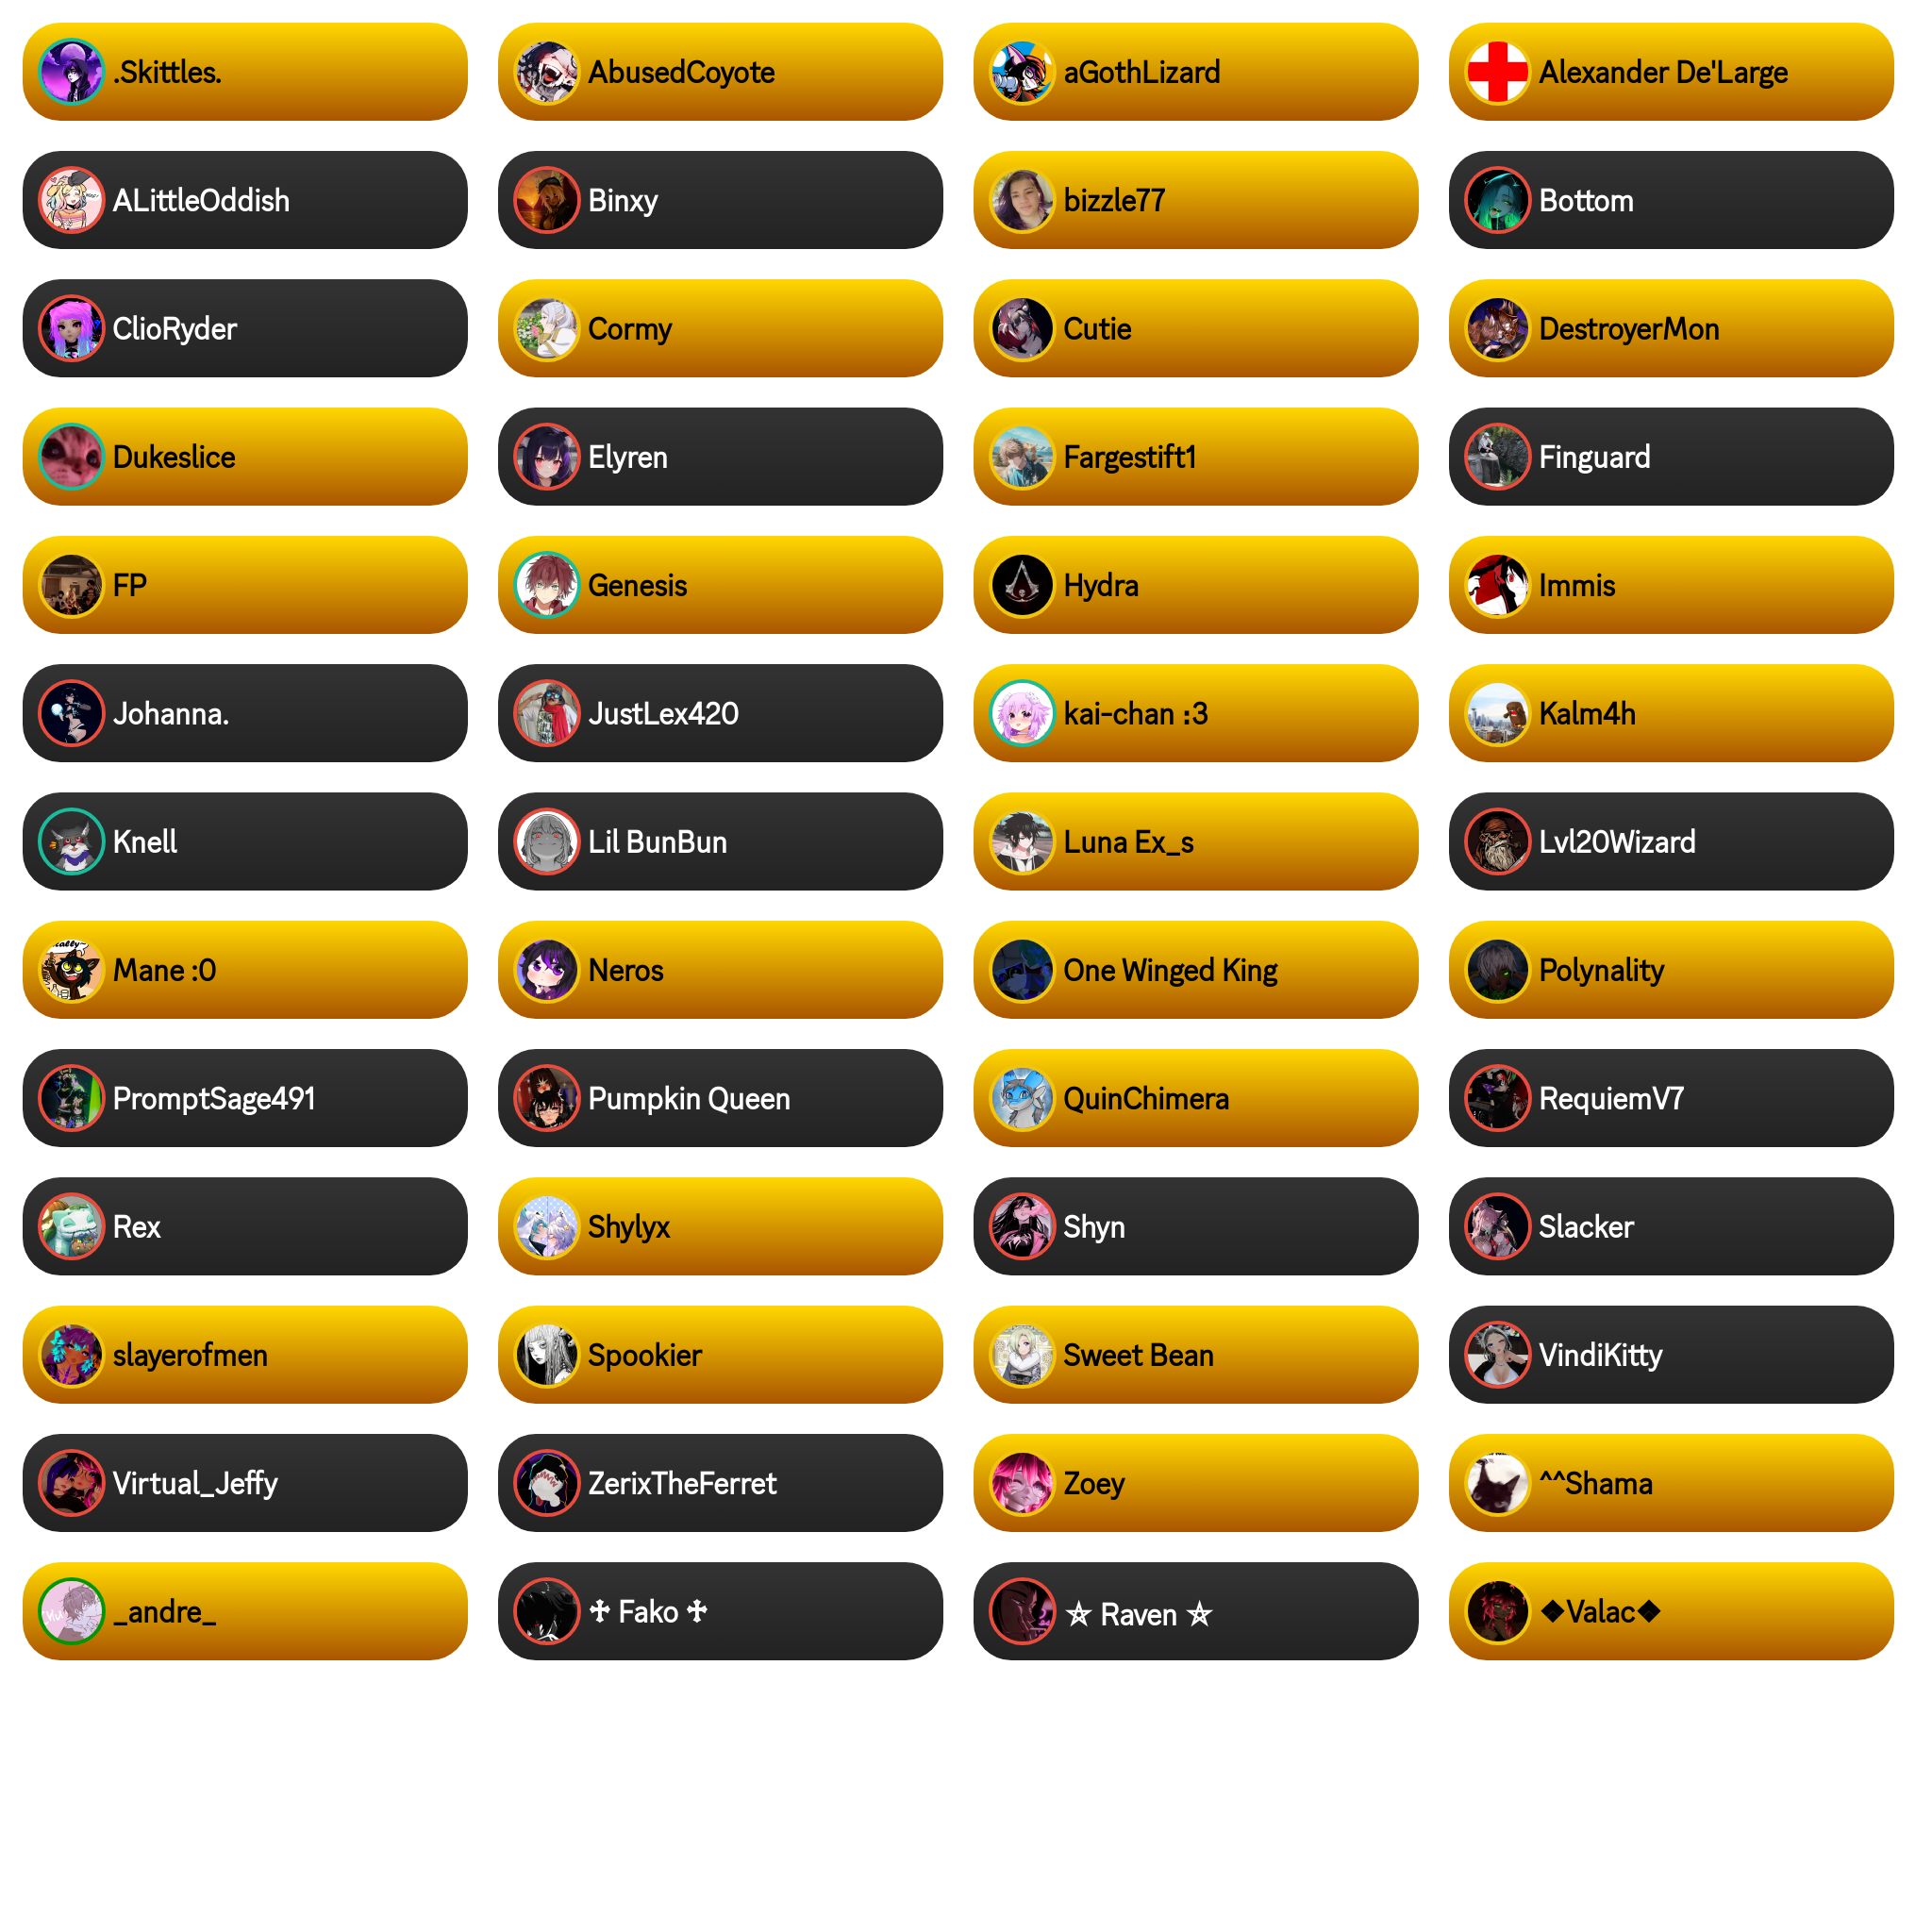 .Skittles.
AbusedCoyote
aGothLizard
Alexander De'Large
ALittleOddish
Binxy
bizzle77
Bottom
ClioRyder
Cormy
Cutie
DestroyerMon
Dukeslice
Elyren
Fargestift1
Finguard
FP
Genesis
Hydra
Immis
Johanna.
JustLex420
kai-chan :3
Kalm4h
Knell
Lil BunBun
Luna Ex_s
Lvl20Wizard
Mane :0
Neros
One Winged King
Polynality
PromptSage491
Pumpkin Queen
QuinChimera
RequiemV7
Rex
Shylyx
Shyn
Slacker
slayerofmen
Spookier
Sweet Bean
VindiKitty
Virtual_Jeffy
ZerixTheFerret
Zoey
^^Shama
_andre_
♱ Fako ♱
⛤ Raven ⛤
❖Valac❖